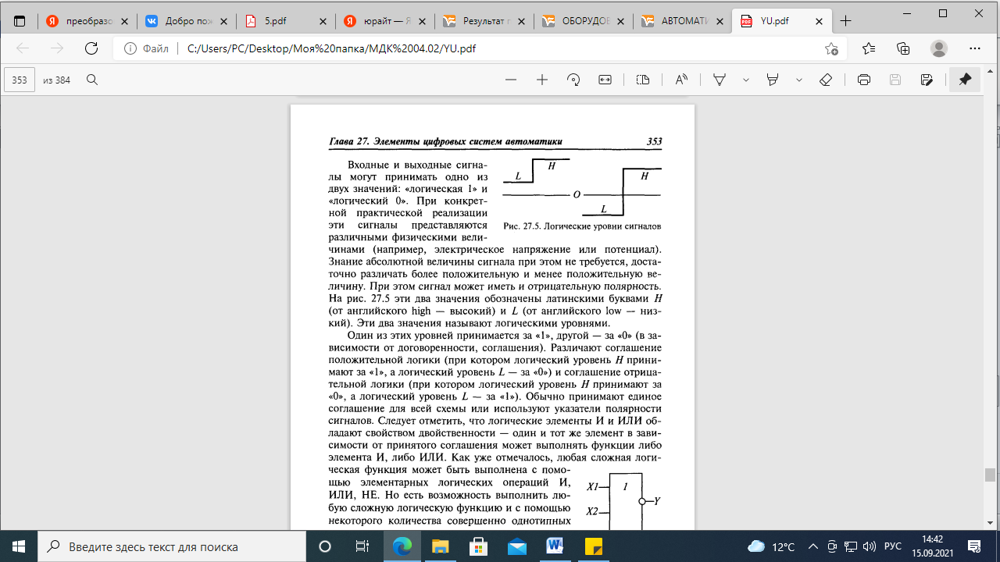 преобразо
Добро пож
5.pdf
юрайт — Я
Результат п
ОБОРУДОВ
АВТОМАТИ
YU.pdf
Файл
C:/Users/PC/Desktop/Моя%20папка/МДК%2004.02/YU.pdf
353
из 384
Глава 27. Элементы цифровых систем автоматики 353
Входные и выходные сигна-
лы могут принимать одно из
двух значений: «логическая 1» и
«логический 0». При конкрет-
ной практической реализации
эти сигналы представляются
различными физическими вели-
L
H
O
L
H
Рис. 27.5. Логические уровни сигналов
чинами (например, электрическое напряжение или потенциал).
Знание абсолютной величины сигнала при этом не требуется, доста-
точно различать более положительную и менее положительную ве-
личину. При этом сигнал может иметь и отрицательную полярность.
На рис. 27.5 эти два значения обозначены латинскими буквами H
(от английского high — высокий) и L (от английского low — низ-
кий). Эти два значения называют логическими уровнями.
Один из этих уровней принимается за «1», другой — за «0» (в за-
висимости от договоренности, соглашения). Различают соглашение
положительной логики (при котором логический уровень H прини-
мают за «1», а логический уровень L — за «0») и соглашение отрица-
тельной логики (при котором логический уровень H принимают за
«0», а логический уровень L — за «1»). Обычно принимают единое
соглашение для всей схемы или используют указатели полярности
сигналов. Следует отметить, что логические элементы И и ИЛИ об-
ладают свойством двойственности — один и тот же элемент в зави-
симости от принятого соглашения может выполнять функции либо
элемента И, либо ИЛИ. Как уже отмечалось, любая сложная логи-
ческая функция может быть выполнена с помо-
щью элементарных логических операций И,
ИЛИ, НЕ. Но есть возможность выполнить лю-
бую сложную логическую функцию и с помощью
некоторого количества совершенно однотипных
X1
1
Y
X2
Введите здесь текст для поиска
12°C
РУС
14:42
15.09.2021